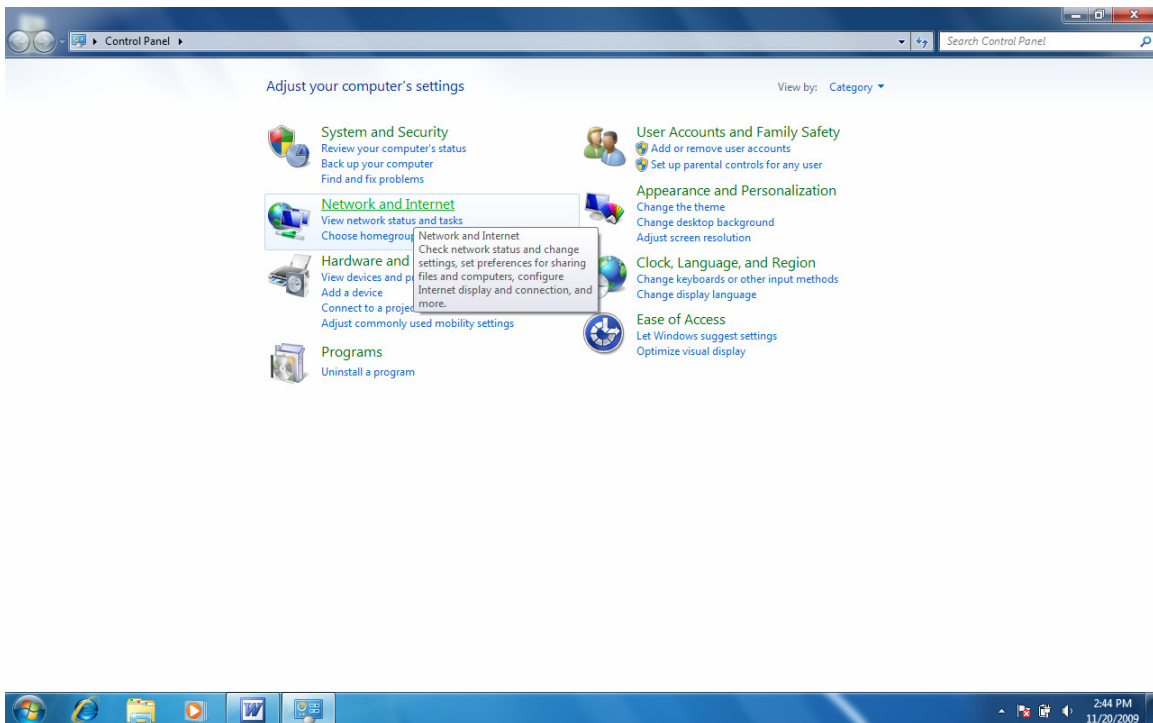 Control Panel
Search Control Panel
Adjust your computer's settings
View by: Category
System and Security
Review your computer's status
Back up your computer
Find and fix problems
Network and Internet
View network status and tasks
Choose homegroup
Network and Internet
Check network status and change
settings, set preferences for sharing
files and computers, configure
Internet display and connection, and
more.
Hardware and
View devices and p
Add a device
Connect to a projec
Adjust commonly used mobility settings
Programs
Uninstall a program
User Accounts and Family Safety
Add or remove user accounts
Set up parental controls for any user
Appearance and Personalization
Change the theme
Change desktop background
Adjust screen resolution
Clock, Language, and Region
Change keyboards or other input methods
Change display language
Ease of Access
Let Windows suggest settings
Optimize visual display
W
2:44 PM
11/20/2009